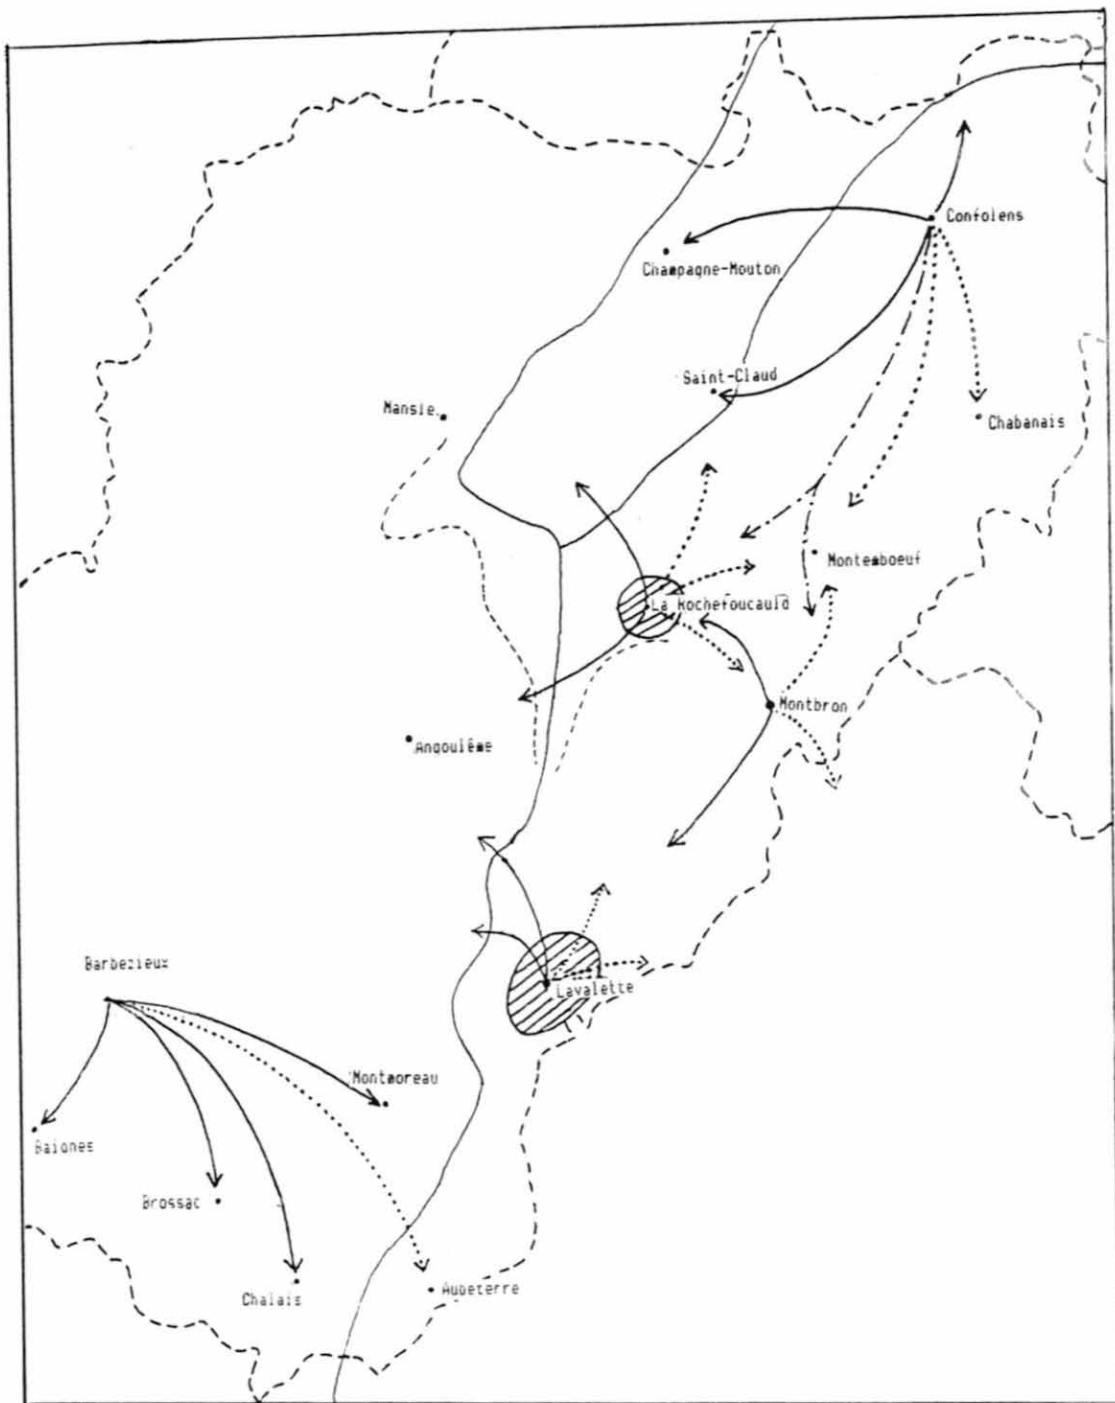 Confolens
Champagne-Mouton
Saint-Claud
Mansle
Chabanais
Montemboeuf
La Rochefoucauld
Montbron
Angoulême
Barbezieux
Lavalette
Montmoreau
Baignes
Brossac
Aubeterre
Chalais